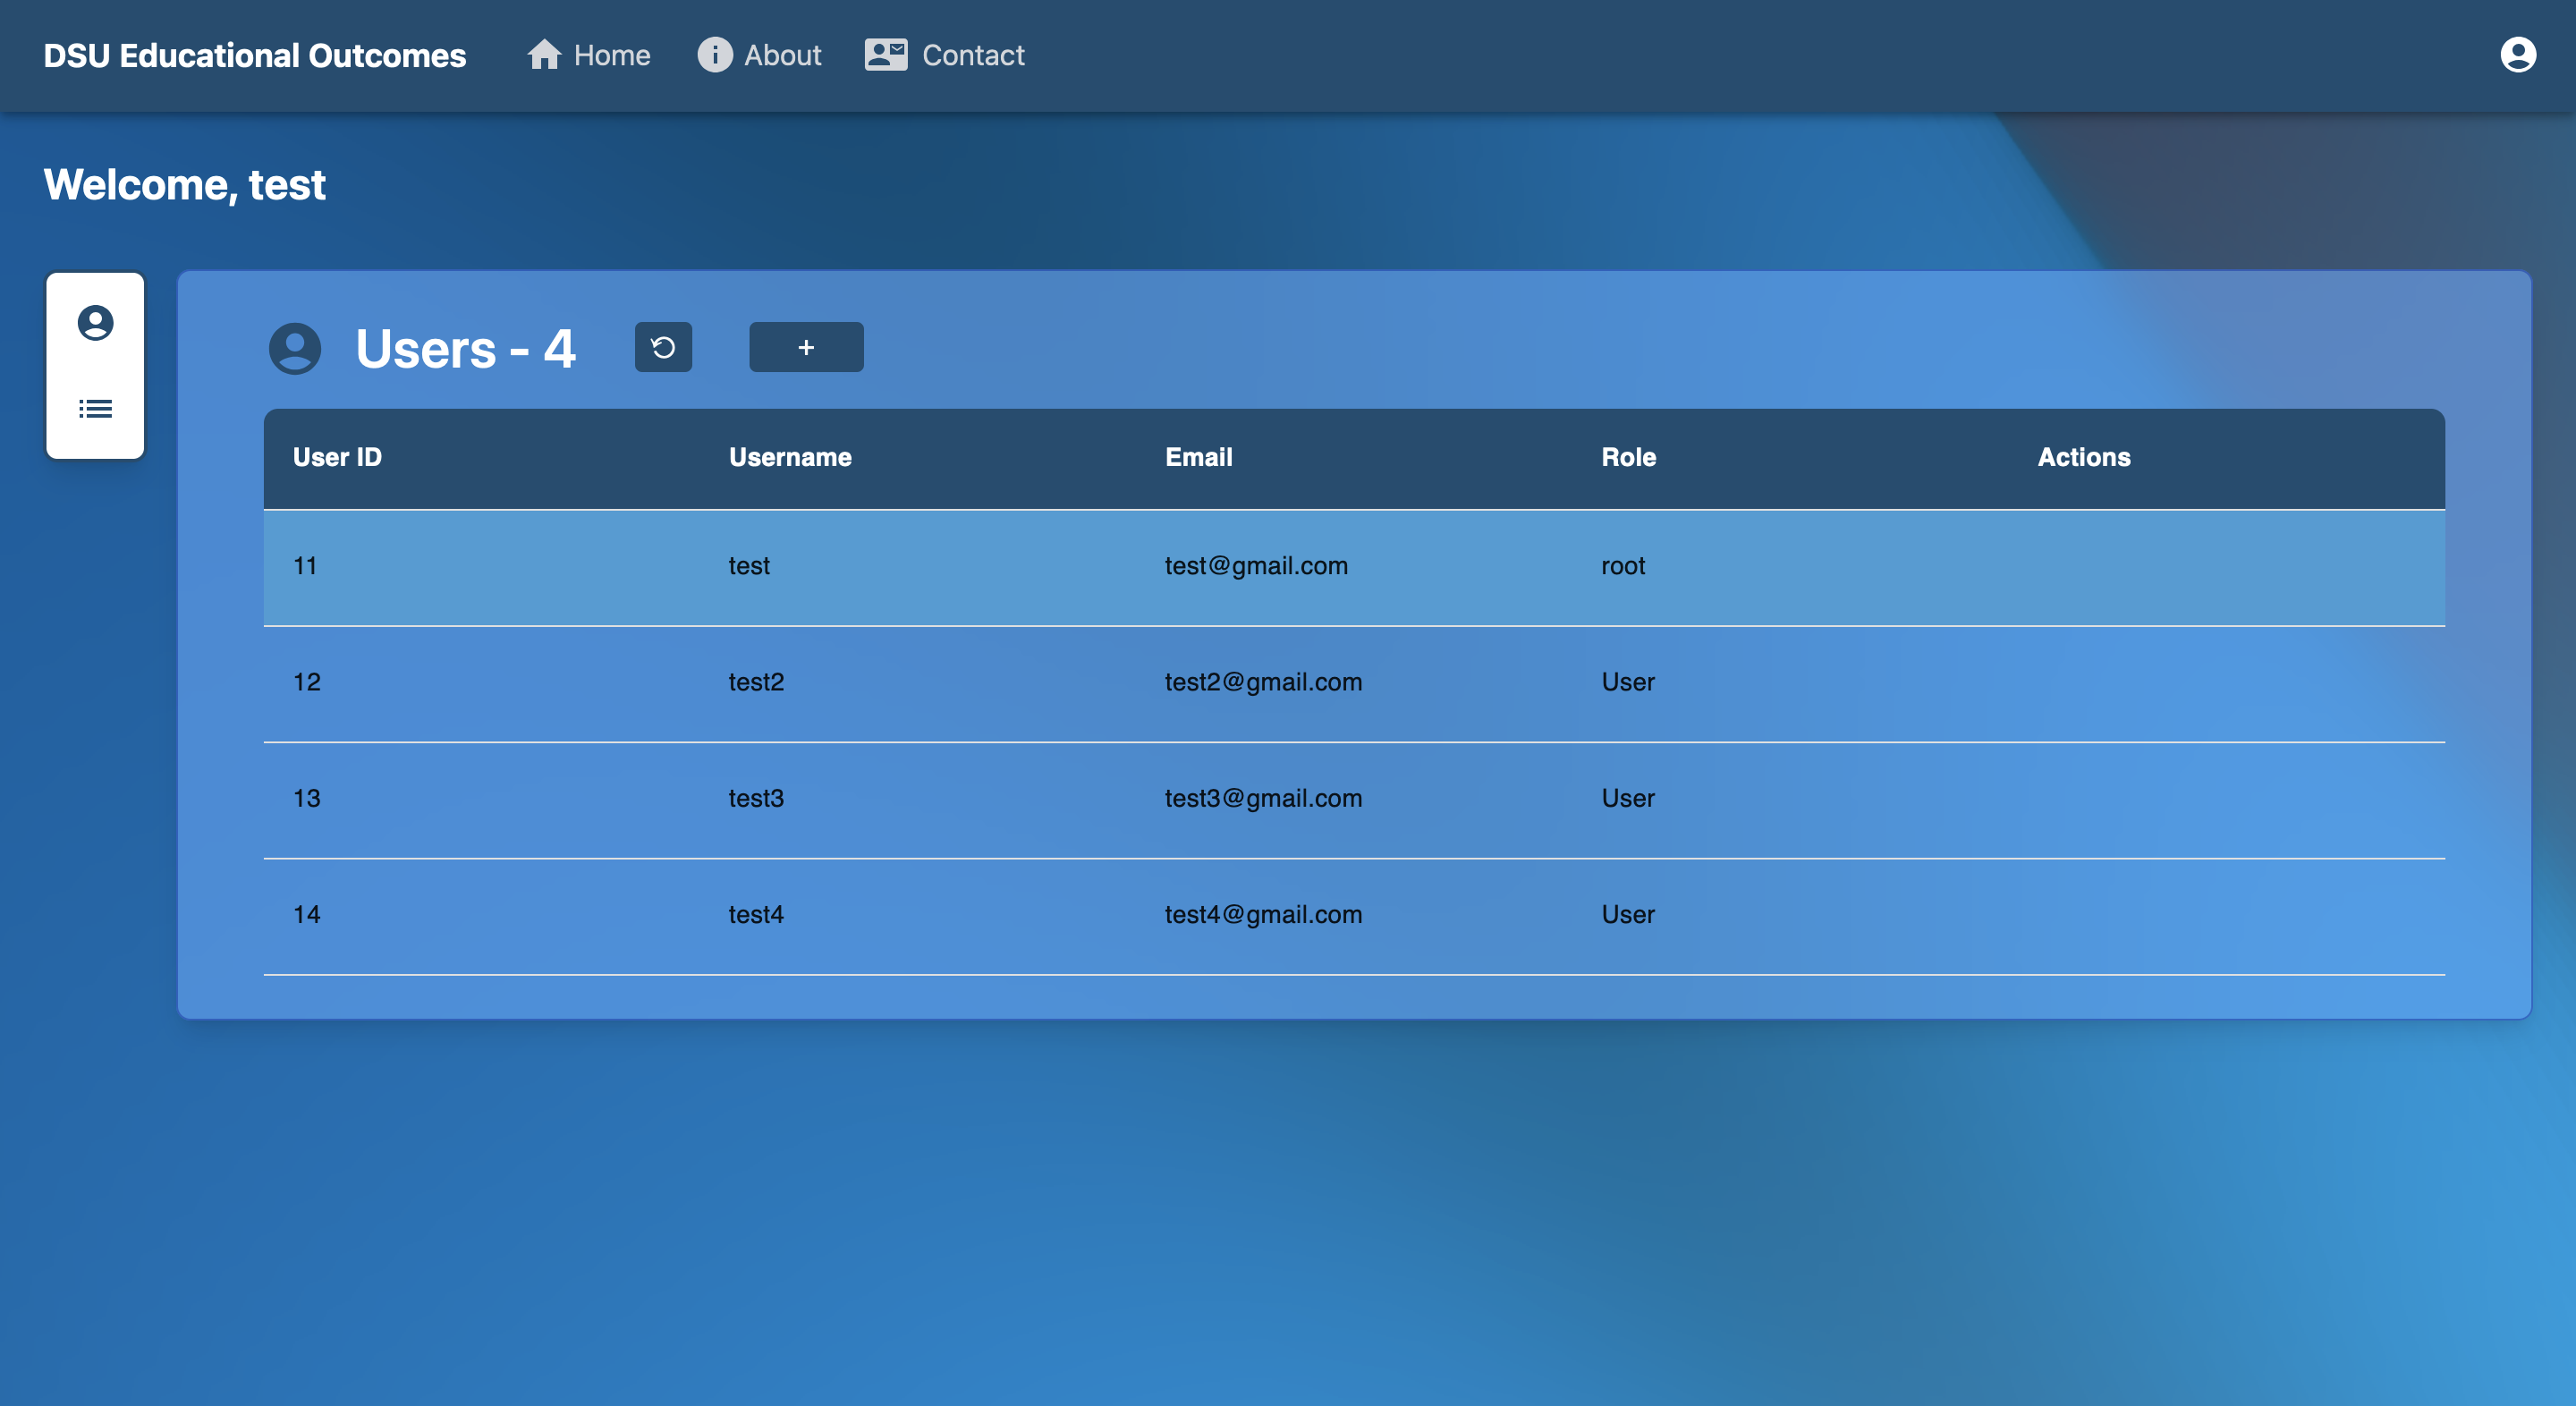 DSU Educational Outcomes Home About Contact
Welcome, test
Users - 4 +
User ID Username Email Role Actions
11 test test@gmail.com root
12 test2 test2@gmail.com User
13 test3 test3@gmail.com User
14 test4 test4@gmail.com User